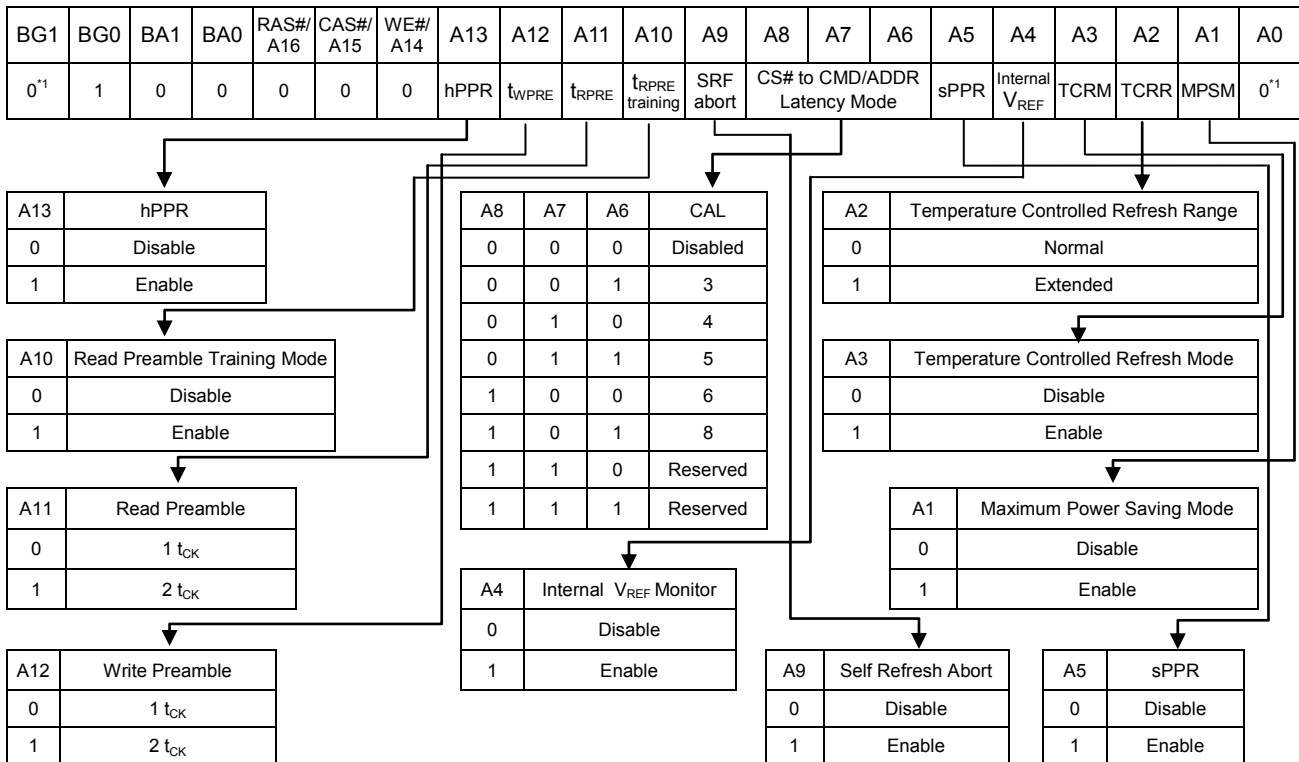 BG1 BG0 BA1 BA0 RAS#/A16 CAS#/A15 WE#/A14 A13 A12 A11 A10 A9 A8 A7 A6 A5 A4 A3 A2 A1 A0
0*1 1 0 0 0 0 0 hPPR tWPRE tRPRE tRPRE training SRF abort CS# to CMD/ADDR Latency Mode sPPR Internal VREF TCRM TCRR MPSM 0*1
A13 hPPR
0 Disable
1 Enable
A10 Read Preamble Training Mode
0 Disable
1 Enable
A11 Read Preamble
0 1 tCK
1 2 tCK
A12 Write Preamble
0 1 tCK
1 2 tCK
A8 A7 A6 CAL
0 0 0 Disabled
0 0 1 3
0 1 0 4
0 1 1 5
1 0 0 6
1 0 1 8
1 1 0 Reserved
1 1 1 Reserved
A4 Internal VREF Monitor
0 Disable
1 Enable
A2 Temperature Controlled Refresh Range
0 Normal
1 Extended
A3 Temperature Controlled Refresh Mode
0 Disable
1 Enable
A1 Maximum Power Saving Mode
0 Disable
1 Enable
A9 Self Refresh Abort
0 Disable
1 Enable
A5 sPPR
0 Disable
1 Enable